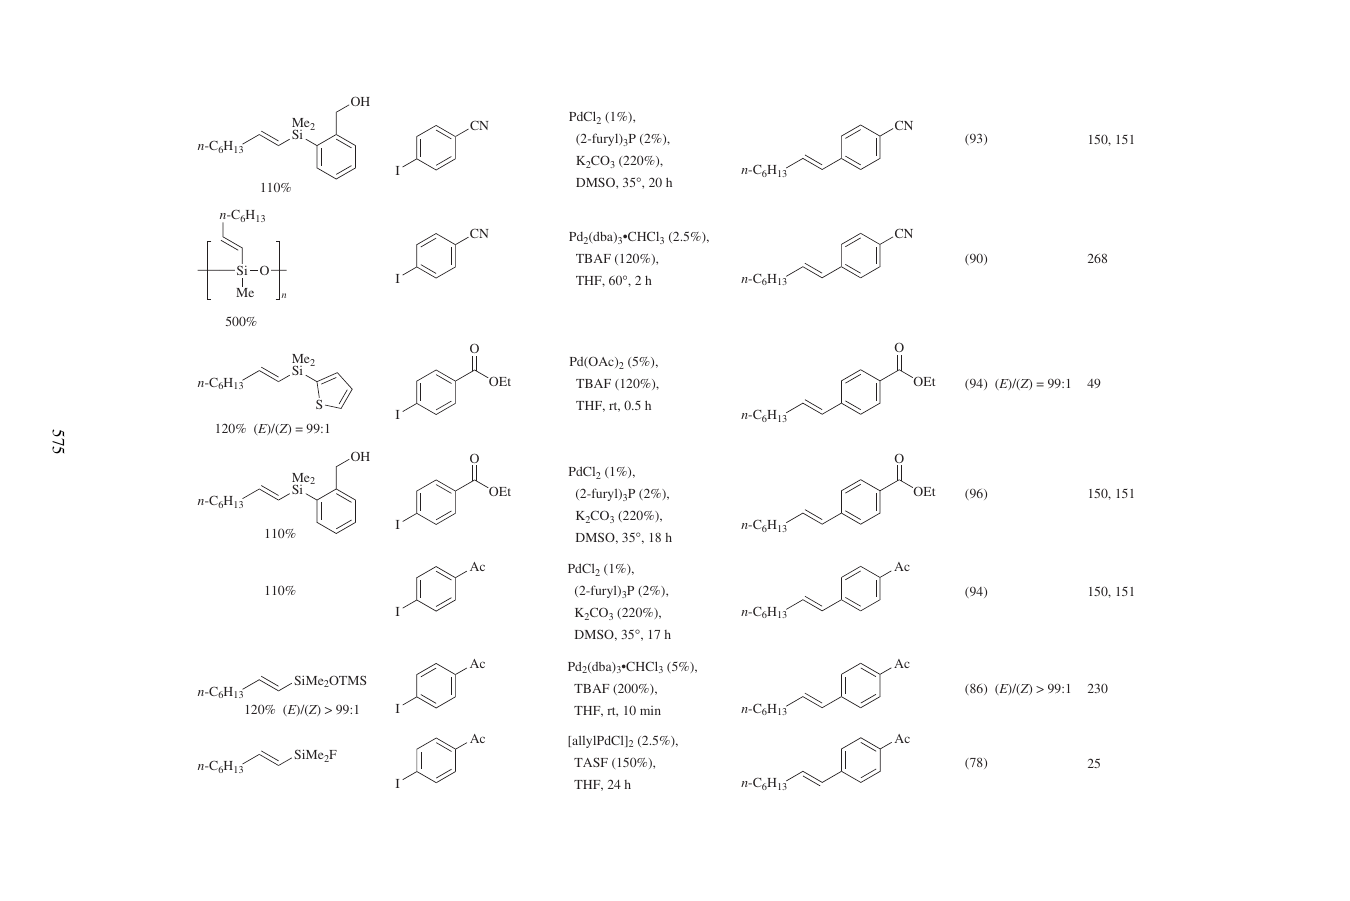 OH
Me2
Si
n-C6H13
110%
CN
I
PdCl2 (1%),
(2-furyl)3P (2%),
K2CO3 (220%),
DMSO, 35°, 20 h
CN
n-C6H13
(93)
150, 151
n-C6H13
Si
O
Me
n
500%
CN
I
Pd2(dba)3•CHCl3 (2.5%),
TBAF (120%),
THF, 60°, 2 h
CN
n-C6H13
(90)
268
Me2
Si
n-C6H13
S
120% (E)/(Z) = 99:1
O
OEt
I
Pd(OAc)2 (5%),
TBAF (120%),
THF, rt, 0.5 h
O
OEt
n-C6H13
(94) (E)/(Z) = 99:1
49
575
OH
Me2
Si
n-C6H13
110%
O
OEt
I
PdCl2 (1%),
(2-furyl)3P (2%),
K2CO3 (220%),
DMSO, 35°, 18 h
O
OEt
n-C6H13
(96)
150, 151
110%
Ac
I
PdCl2 (1%),
(2-furyl)3P (2%),
K2CO3 (220%),
DMSO, 35°, 17 h
Ac
n-C6H13
(94)
150, 151
SiMe2OTMS
n-C6H13
120% (E)/(Z) > 99:1
Ac
I
Pd2(dba)3•CHCl3 (5%),
TBAF (200%),
THF, rt, 10 min
Ac
n-C6H13
(86) (E)/(Z) > 99:1
230
SiMe2F
n-C6H13
Ac
I
[allylPdCl]2 (2.5%),
TASF (150%),
THF, 24 h
Ac
n-C6H13
(78)
25